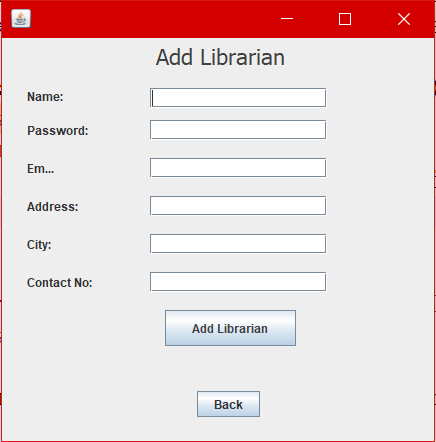 Add Librarian
Name:
Password:
Em...
Address:
City:
Contact No:
Add Librarian
Back